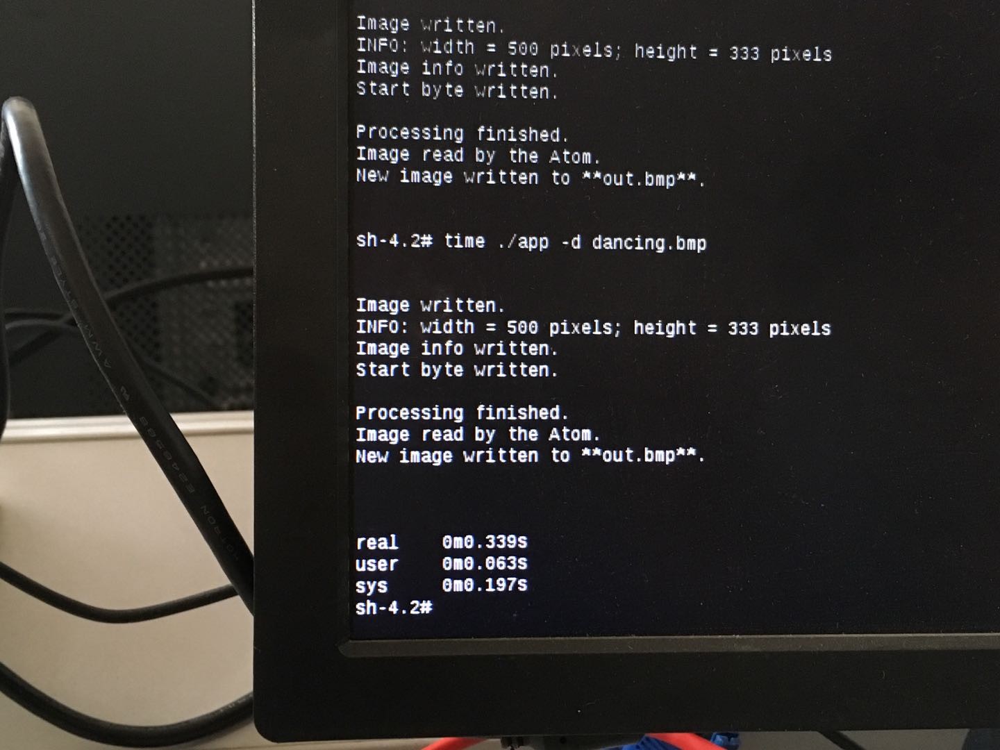 Image written.
INFO: width = 500 pixels; height = 333 pixels
Image info written.
Start byte written.
Processing finished.
Image read by the Atom.
New image written to **out.bmp**.
sh-4.2# time ./app -d dancing.bmp
Image written.
INFO: width = 500 pixels; height = 333 pixels
Image info written.
Start byte written.
Processing finished.
Image read by the Atom.
New image written to **out.bmp**.
real 0m0.339s
user 0m0.063s
sys 0m0.197s
sh-4.2#
AWM STYLE